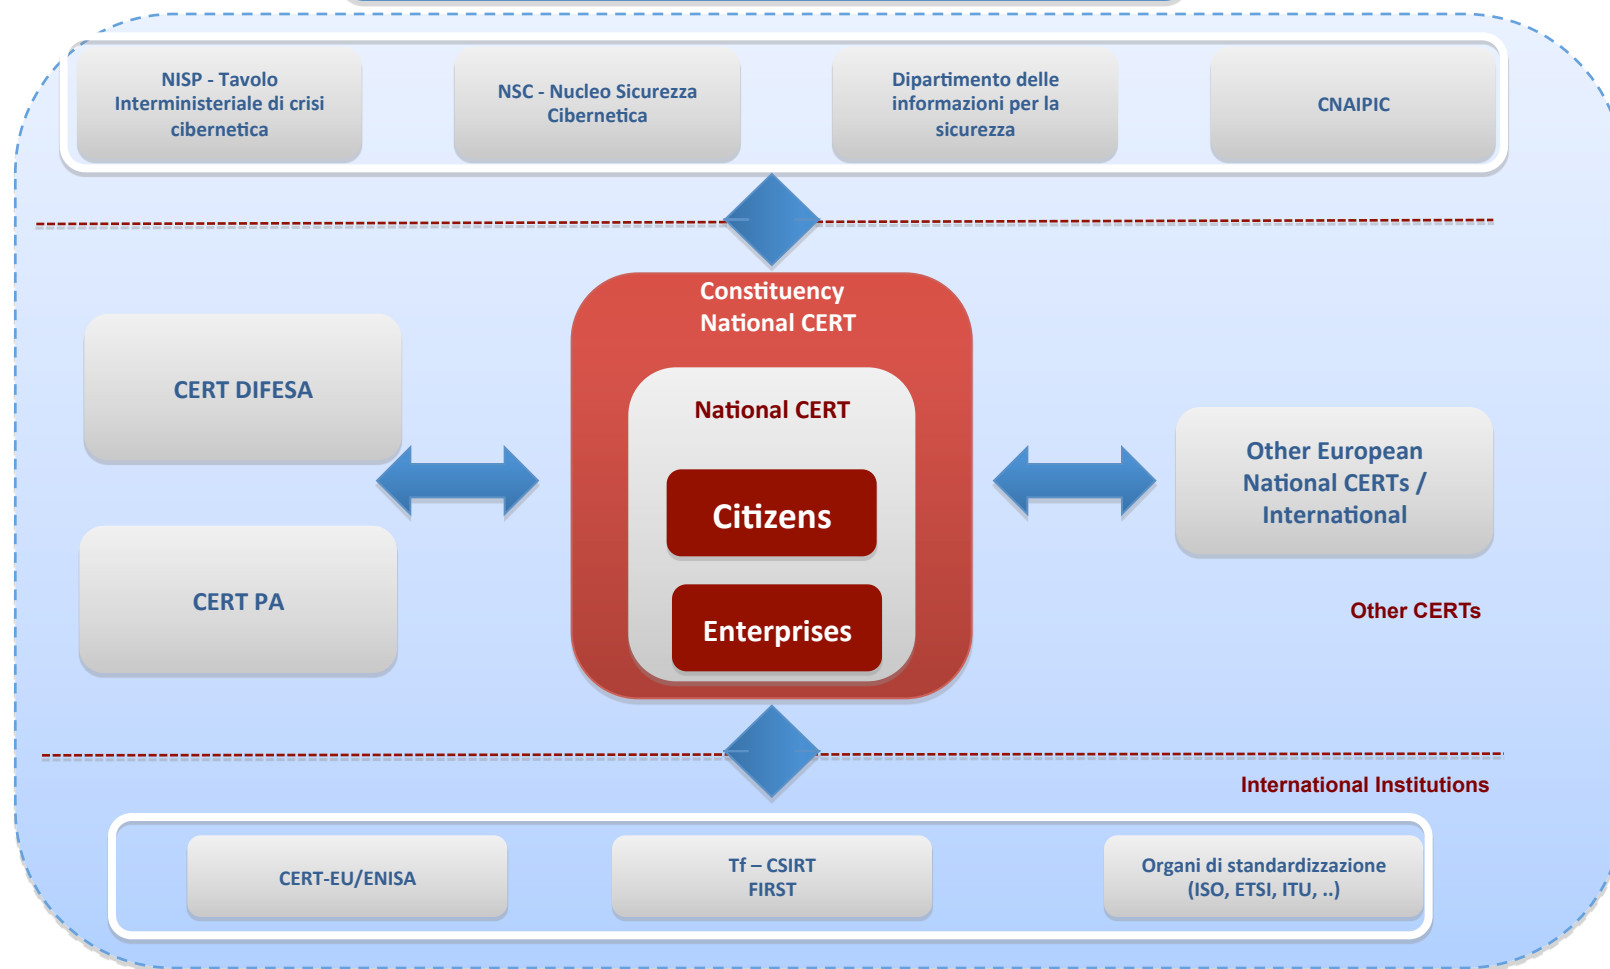 NISP - Tavolo
Interministeriale di crisi
cibernetica
NSC - Nucleo Sicurezza
Cibernetica
Dipartimento delle
informazioni per la
sicurezza
CNAIPIC
Constituency
National CERT
CERT DIFESA
National CERT
Citizens
Enterprises
CERT PA
Other European
National CERTs /
International
Other CERTs
International Institutions
CERT-EU/ENISA
Tf – CSIRT
FIRST
Organi di standardizzazione
(ISO, ETSI, ITU, ..)